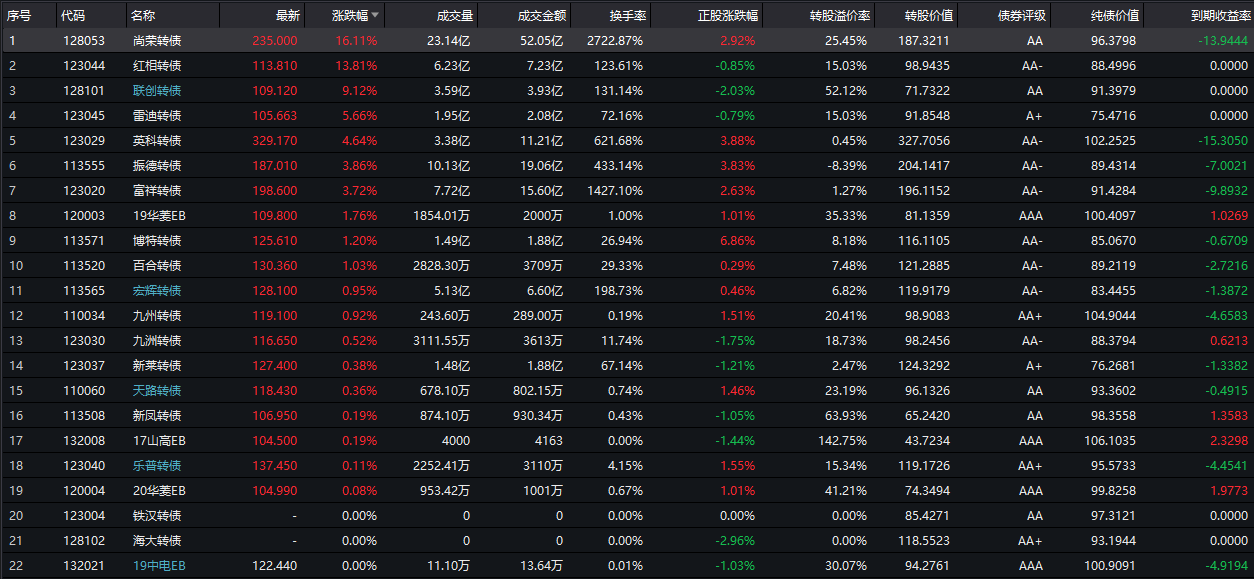 序号 代码 名称 最新 涨跌幅 成交量 成交金额 换手率 正股涨跌幅 转股溢价率 转股价值 债券评级 纯债价值 到期收益率
1 128053 尚荣转债 235.000 16.11% 23.14亿 52.05亿 2722.87% 2.92% 25.45% 187.3211 AA 96.3798 -13.9444
2 123044 红相转债 113.810 13.81% 6.23亿 7.23亿 123.61% -0.85% 15.03% 98.9435 AA- 88.4996 0.0000
3 128101 联创转债 109.120 9.12% 3.59亿 3.93亿 131.14% -2.03% 52.12% 71.7322 AA 91.3979 0.0000
4 123045 雷迪转债 105.663 5.66% 1.95亿 2.08亿 72.16% -0.79% 15.03% 91.8548 A+ 75.4716 0.0000
5 123029 英科转债 329.170 4.64% 3.38亿 11.21亿 621.68% 3.88% 0.45% 327.7056 AA- 102.2525 -15.3050
6 113555 振德转债 187.010 3.86% 10.13亿 19.06亿 433.14% 3.83% -8.39% 204.1417 AA- 89.4314 -7.0021
7 123020 富祥转债 198.600 3.72% 7.72亿 15.60亿 1427.10% 2.63% 1.27% 196.1152 AA- 91.4284 -9.8932
8 120003 19华菱EB 109.800 1.76% 1854.01万 2000万 1.00% 1.01% 35.33% 81.1359 AAA 100.4097 1.0269
9 113571 博特转债 125.610 1.20% 1.49亿 1.88亿 26.94% 6.86% 8.18% 116.1105 AA- 85.0670 -0.6709
10 113520 百合转债 130.360 1.03% 2828.30万 3709万 29.33% 0.29% 7.48% 121.2885 AA- 89.2119 -2.7216
11 113565 宏辉转债 128.100 0.95% 5.13亿 6.60亿 198.73% 0.46% 6.82% 119.9179 AA- 83.4455 -1.3872
12 110034 九州转债 119.100 0.92% 243.60万 289.00万 0.19% 1.51% 20.41% 98.9083 AA+ 104.9044 -4.6583
13 123030 九洲转债 116.650 0.52% 3111.55万 3613万 11.74% -1.75% 18.73% 98.2456 AA- 88.3794 0.6213
14 123037 新莱转债 127.400 0.38% 1.48亿 1.88亿 67.14% -1.21% 2.47% 124.3292 A+ 76.2681 -1.3382
15 110060 天路转债 118.430 0.36% 678.10万 802.15万 0.74% 1.46% 23.19% 96.1326 AA 93.3602 -0.4915
16 113508 新凤转债 106.950 0.19% 874.10万 930.34万 0.43% -1.05% 63.93% 65.2420 AA 98.3558 1.3583
17 132008 17山高EB 104.500 0.19% 4000 4163 0.00% -1.44% 142.75% 43.7234 AAA 106.1035 2.3298
18 123040 乐普转债 137.450 0.11% 2252.41万 3110万 4.15% 1.55% 15.34% 119.1726 AA+ 95.5733 -4.4541
19 120004 20华菱EB 104.990 0.08% 953.42万 1001万 0.67% 1.01% 41.21% 74.3494 AAA 99.8258 1.9773
20 123004 铁汉转债 - 0.00% 0 0 0.00% 0.00% 0.00% 85.4271 AA 97.3121 0.0000
21 128102 海大转债 - 0.00% 0 0 0.00% -2.96% 0.00% 118.5523 AA+ 93.1944 0.0000
22 132021 19中电EB 122.440 0.00% 11.10万 13.64万 0.01% -1.03% 30.07% 94.2761 AAA 100.9091 -4.9194